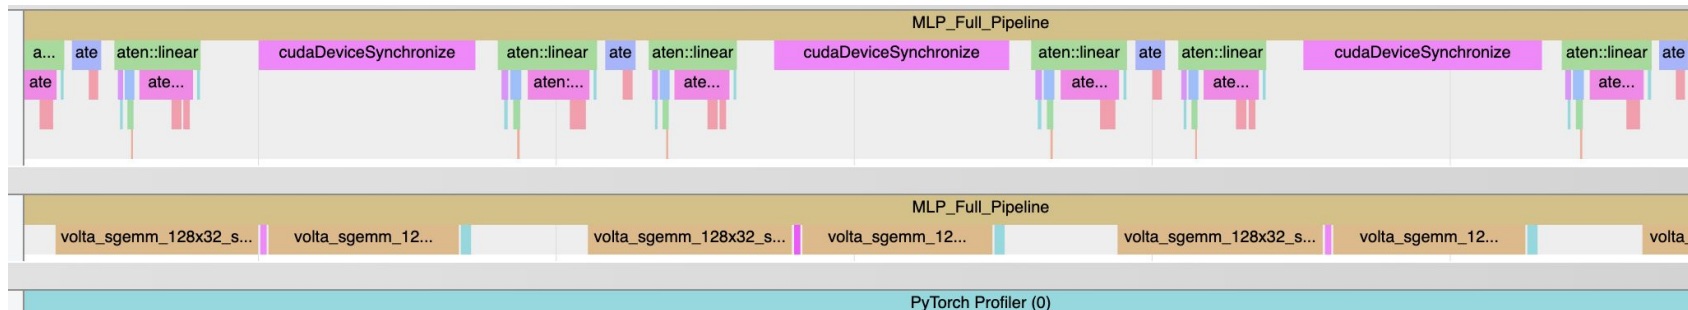 MLP_Full_Pipeline
a... ate aten::linear cudaDeviceSynchronize aten::linear ate aten::linear cudaDeviceSynchronize aten::linear ate aten::linear cudaDeviceSynchronize aten::linear ate
ate ate... aten:... ate... ate... ate... ate...
MLP_Full_Pipeline
volta_sgemm_128x32_s... volta_sgemm_12... volta_sgemm_128x32_s... volta_sgemm_12... volta_sgemm_128x32_s... volta_sgemm_12... volta_
PyTorch Profiler (0)